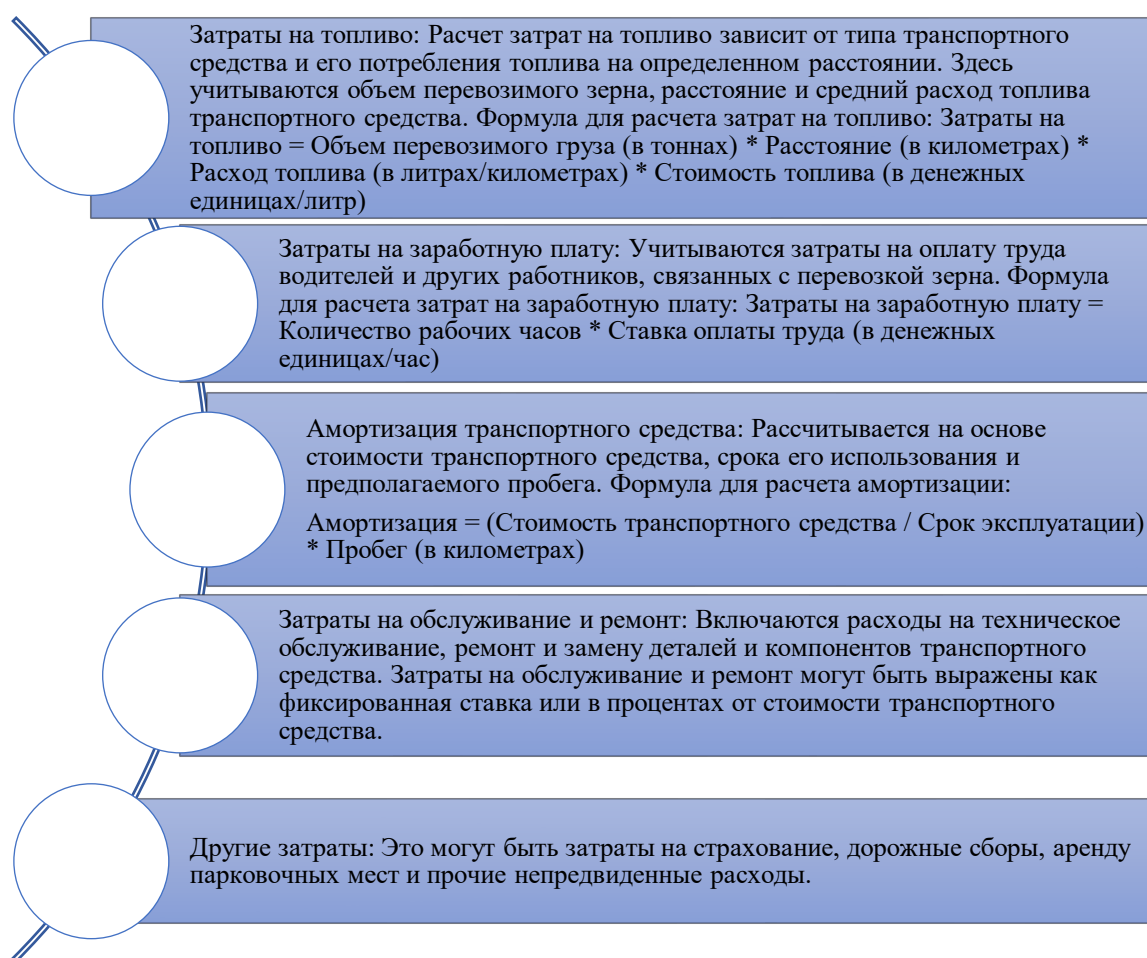 Затраты на топливо: Расчет затрат на топливо зависит от типа транспортного
средства и его потребления топлива на определенном расстоянии. Здесь
учитываются объем перевозимого зерна, расстояние и средний расход топлива
транспортного средства. Формула для расчета затрат на топливо: Затраты на
топливо = Объем перевозимого груза (в тоннах) * Расстояние (в километрах) *
Расход топлива (в литрах/километрах) * Стоимость топлива (в денежных
единицах/литр)
Затраты на заработную плату: Учитываются затраты на оплату труда
водителей и других работников, связанных с перевозкой зерна. Формула
для расчета затрат на заработную плату: Затраты на заработную плату =
Количество рабочих часов * Ставка оплаты труда (в денежных
единицах/час)
Амортизация транспортного средства: Рассчитывается на основе
стоимости транспортного средства, срока его использования и
предполагаемого пробега. Формула для расчета амортизации:
Амортизация = (Стоимость транспортного средства / Срок эксплуатации)
* Пробег (в километрах)
Затраты на обслуживание и ремонт: Включаются расходы на техническое
обслуживание, ремонт и замену деталей и компонентов транспортного
средства. Затраты на обслуживание и ремонт могут быть выражены как
фиксированная ставка или в процентах от стоимости транспортного
средства.
Другие затраты: Это могут быть затраты на страхование, дорожные сборы, аренду
парковочных мест и прочие непредвиденные расходы.